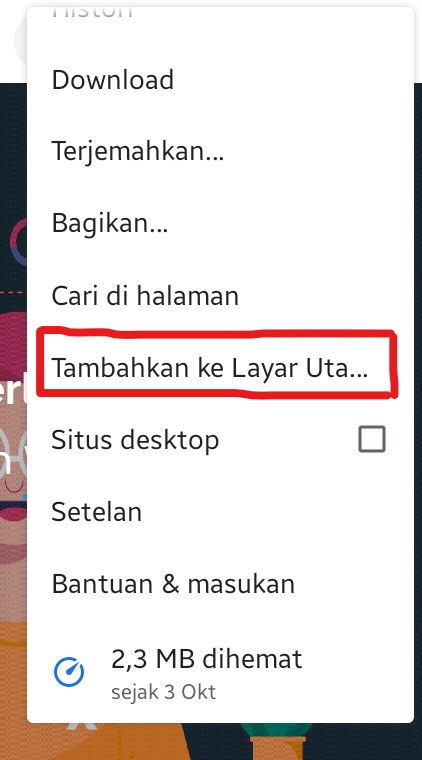 Histori
Download
Terjemahkan...
Bagikan...
Cari di halaman
Tambahkan ke Layar Uta...
Situs desktop
Setelan
Bantuan & masukan
2,3 MB dihemat
sejak 3 Okt